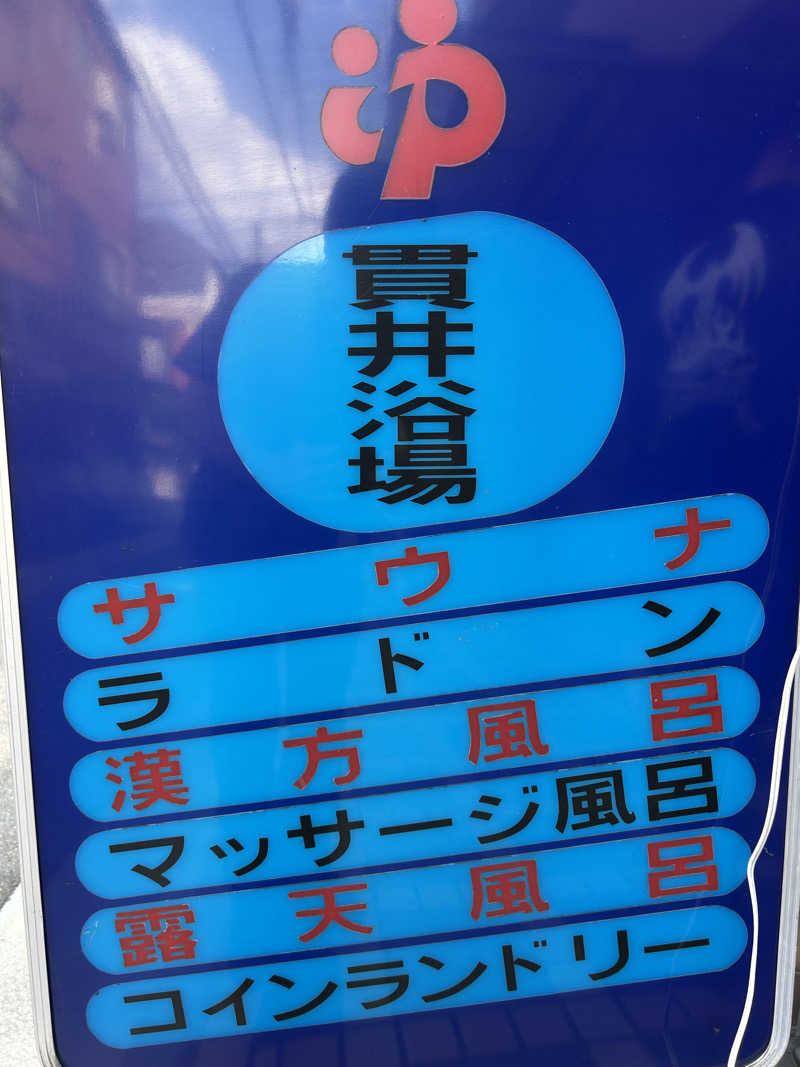 ゆ
貫井浴場
サウナ
ラドン
漢方風呂
マッサージ風呂
露天風呂
コインランドリー